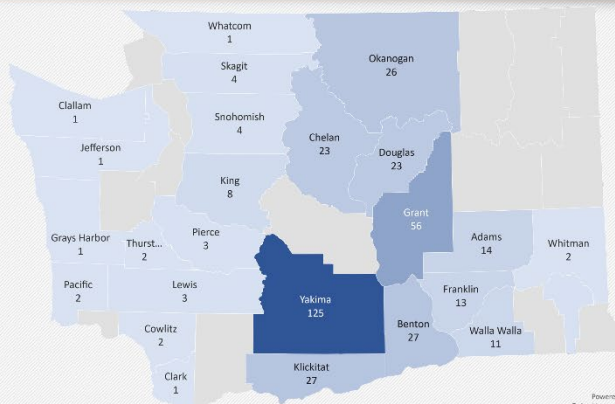 Whatcom
1
Skagit
4
Okanogan
26
Clallam
1
Snohomish
4
Jefferson
1
Chelan
23
Douglas
23
King
8
Grant
56
Grays Harbor
1
Thurst...
2
Pierce
3
Adams
14
Whitman
2
Pacific
2
Lewis
3
Yakima
125
Franklin
13
Cowlitz
2
Benton
27
Walla Walla
11
Clark
1
Klickitat
27
Powere